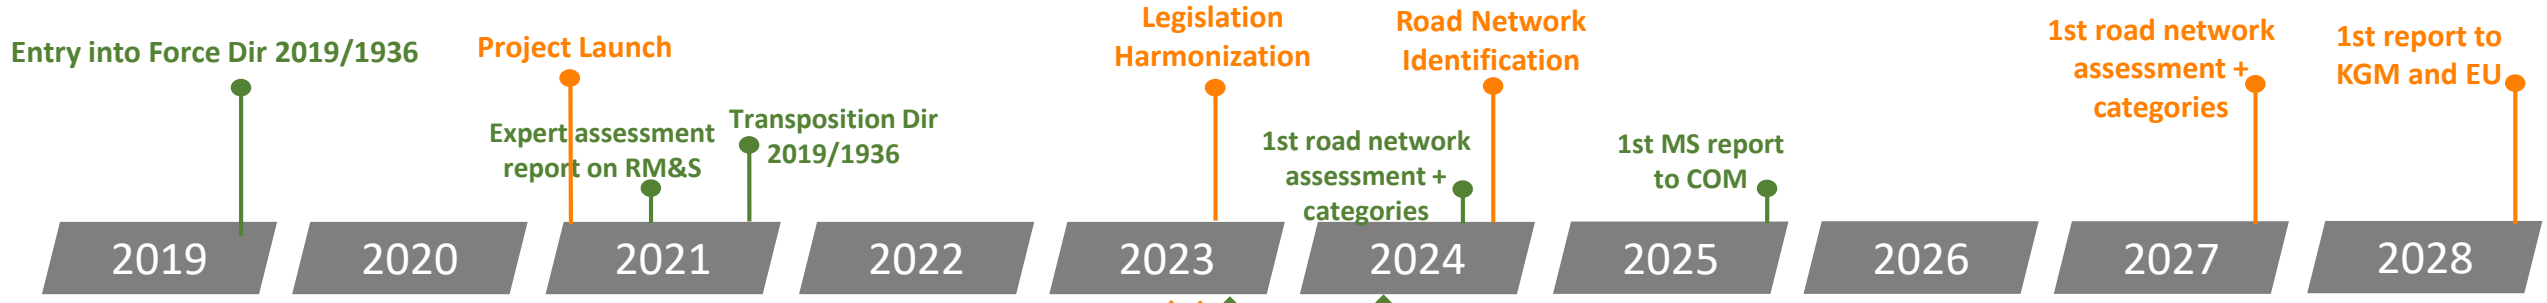 Entry into Force Dir 2019/1936
Project Launch
Expert assessment
report on RM&S
Transposition Dir
2019/1936
Legislation
Harmonization
1st road network
assessment +
categories
Road Network
Identification
1st MS report
to COM
1st road network
assessment +
categories
1st report to
KGM and EU
2019
2020
2021
2022
2023
2024
2025
2026
2027
2028